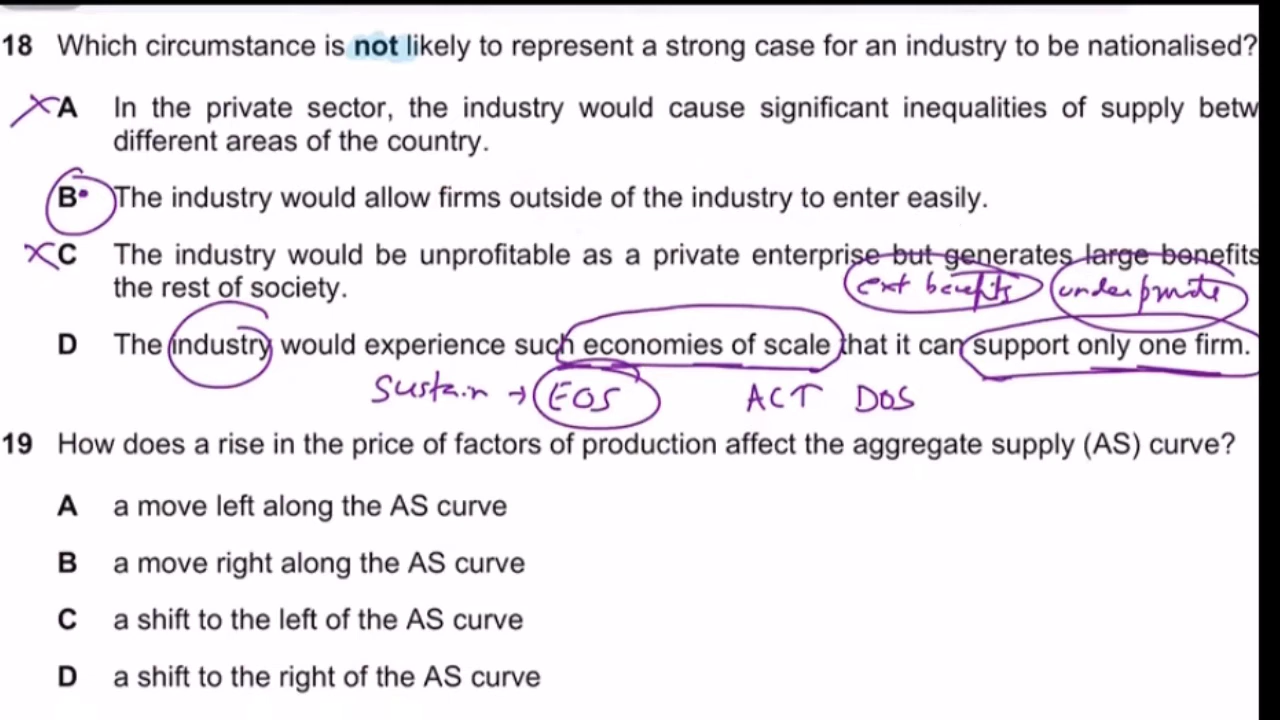 18 Which circumstance is not likely to represent a strong case for an industry to be nationalised?
A In the private sector, the industry would cause significant inequalities of supply betw
different areas of the country.
B The industry would allow firms outside of the industry to enter easily.
C The industry would be unprofitable as a private enterprise but generates large benefits
the rest of society.
ext benefits
D The industry would experience such economies of scale that it can support only one firm.
Sustain → EOS ACT DOS
19 How does a rise in the price of factors of production affect the aggregate supply (AS) curve?
A a move left along the AS curve
B a move right along the AS curve
C a shift to the left of the AS curve
D a shift to the right of the AS curve